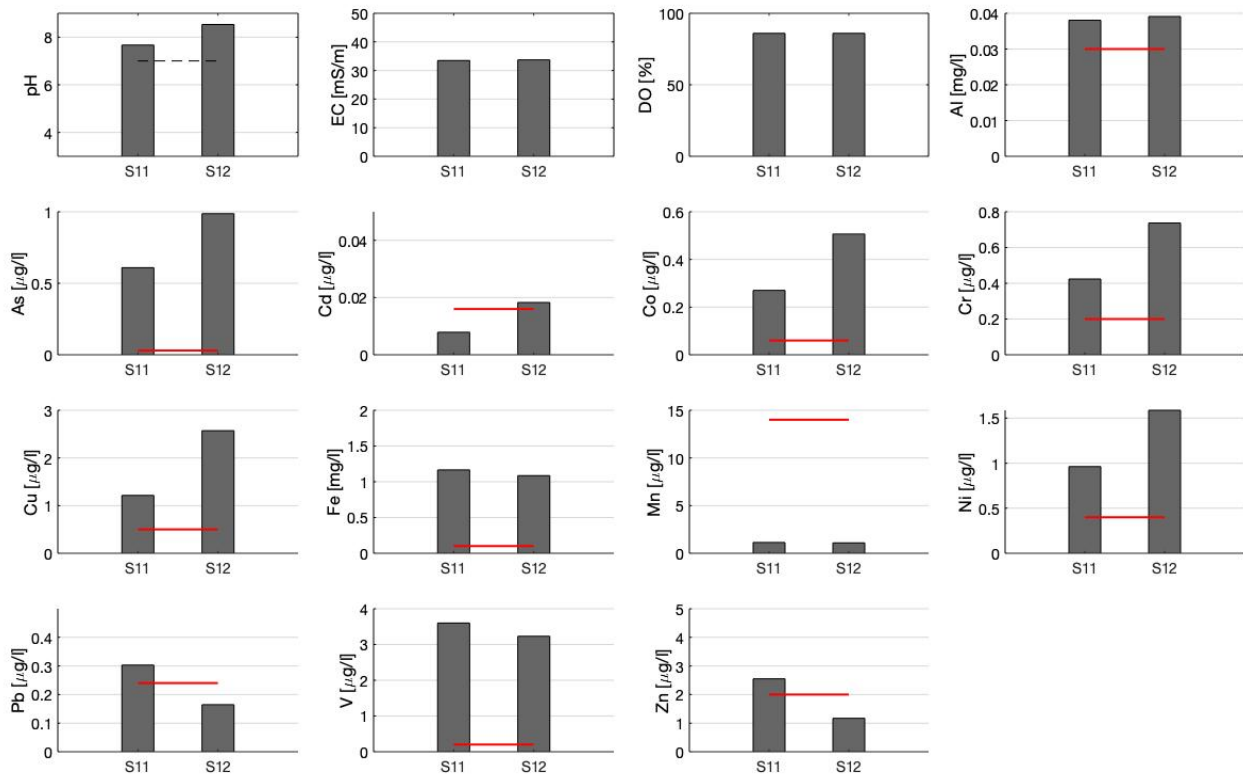 pH
8
6
4
S11 S12
EC [mS/m]
50
40
30
20
10
0
S11 S12
DO [%]
100
50
0
S11 S12
Al [mg/l]
0.04
0.03
0.02
0.01
0
S11 S12
As [μg/l]
1
0.5
0
S11 S12
Cd [μg/l]
0.04
0.02
0
S11 S12
Co [μg/l]
0.6
0.4
0.2
0
S11 S12
Cr [μg/l]
0.8
0.6
0.4
0.2
0
S11 S12
Cu [μg/l]
3
2
1
0
S11 S12
Fe [mg/l]
2
1.5
1
0.5
0
S11 S12
Mn [μg/l]
15
10
5
0
S11 S12
Ni [μg/l]
1.5
1
0.5
0
S11 S12
Pb [μg/l]
0.4
0.3
0.2
0.1
0
S11 S12
V [μg/l]
4
3
2
1
0
S11 S12
Zn [μg/l]
5
4
3
2
1
0
S11 S12